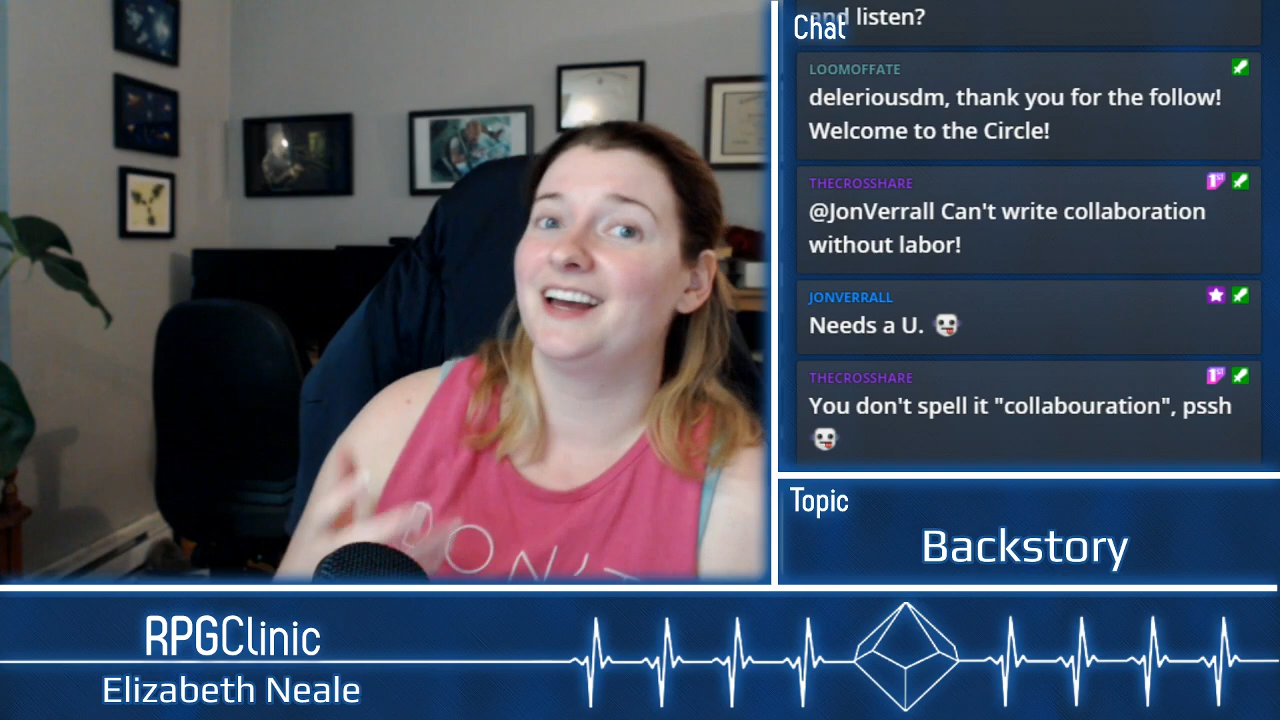 and listen?
Chat
LOOMOFFATE
deleriousdm, thank you for the follow!
Welcome to the Circle!
THECROSSHARE
@JonVerrall Can't write collaboration
without labor!
JONVERRALL
Needs a U.
THECROSSHARE
You don't spell it "collabouration", pssh
DON'T
Topic
Backstory
RPGClinic
Elizabeth Neale